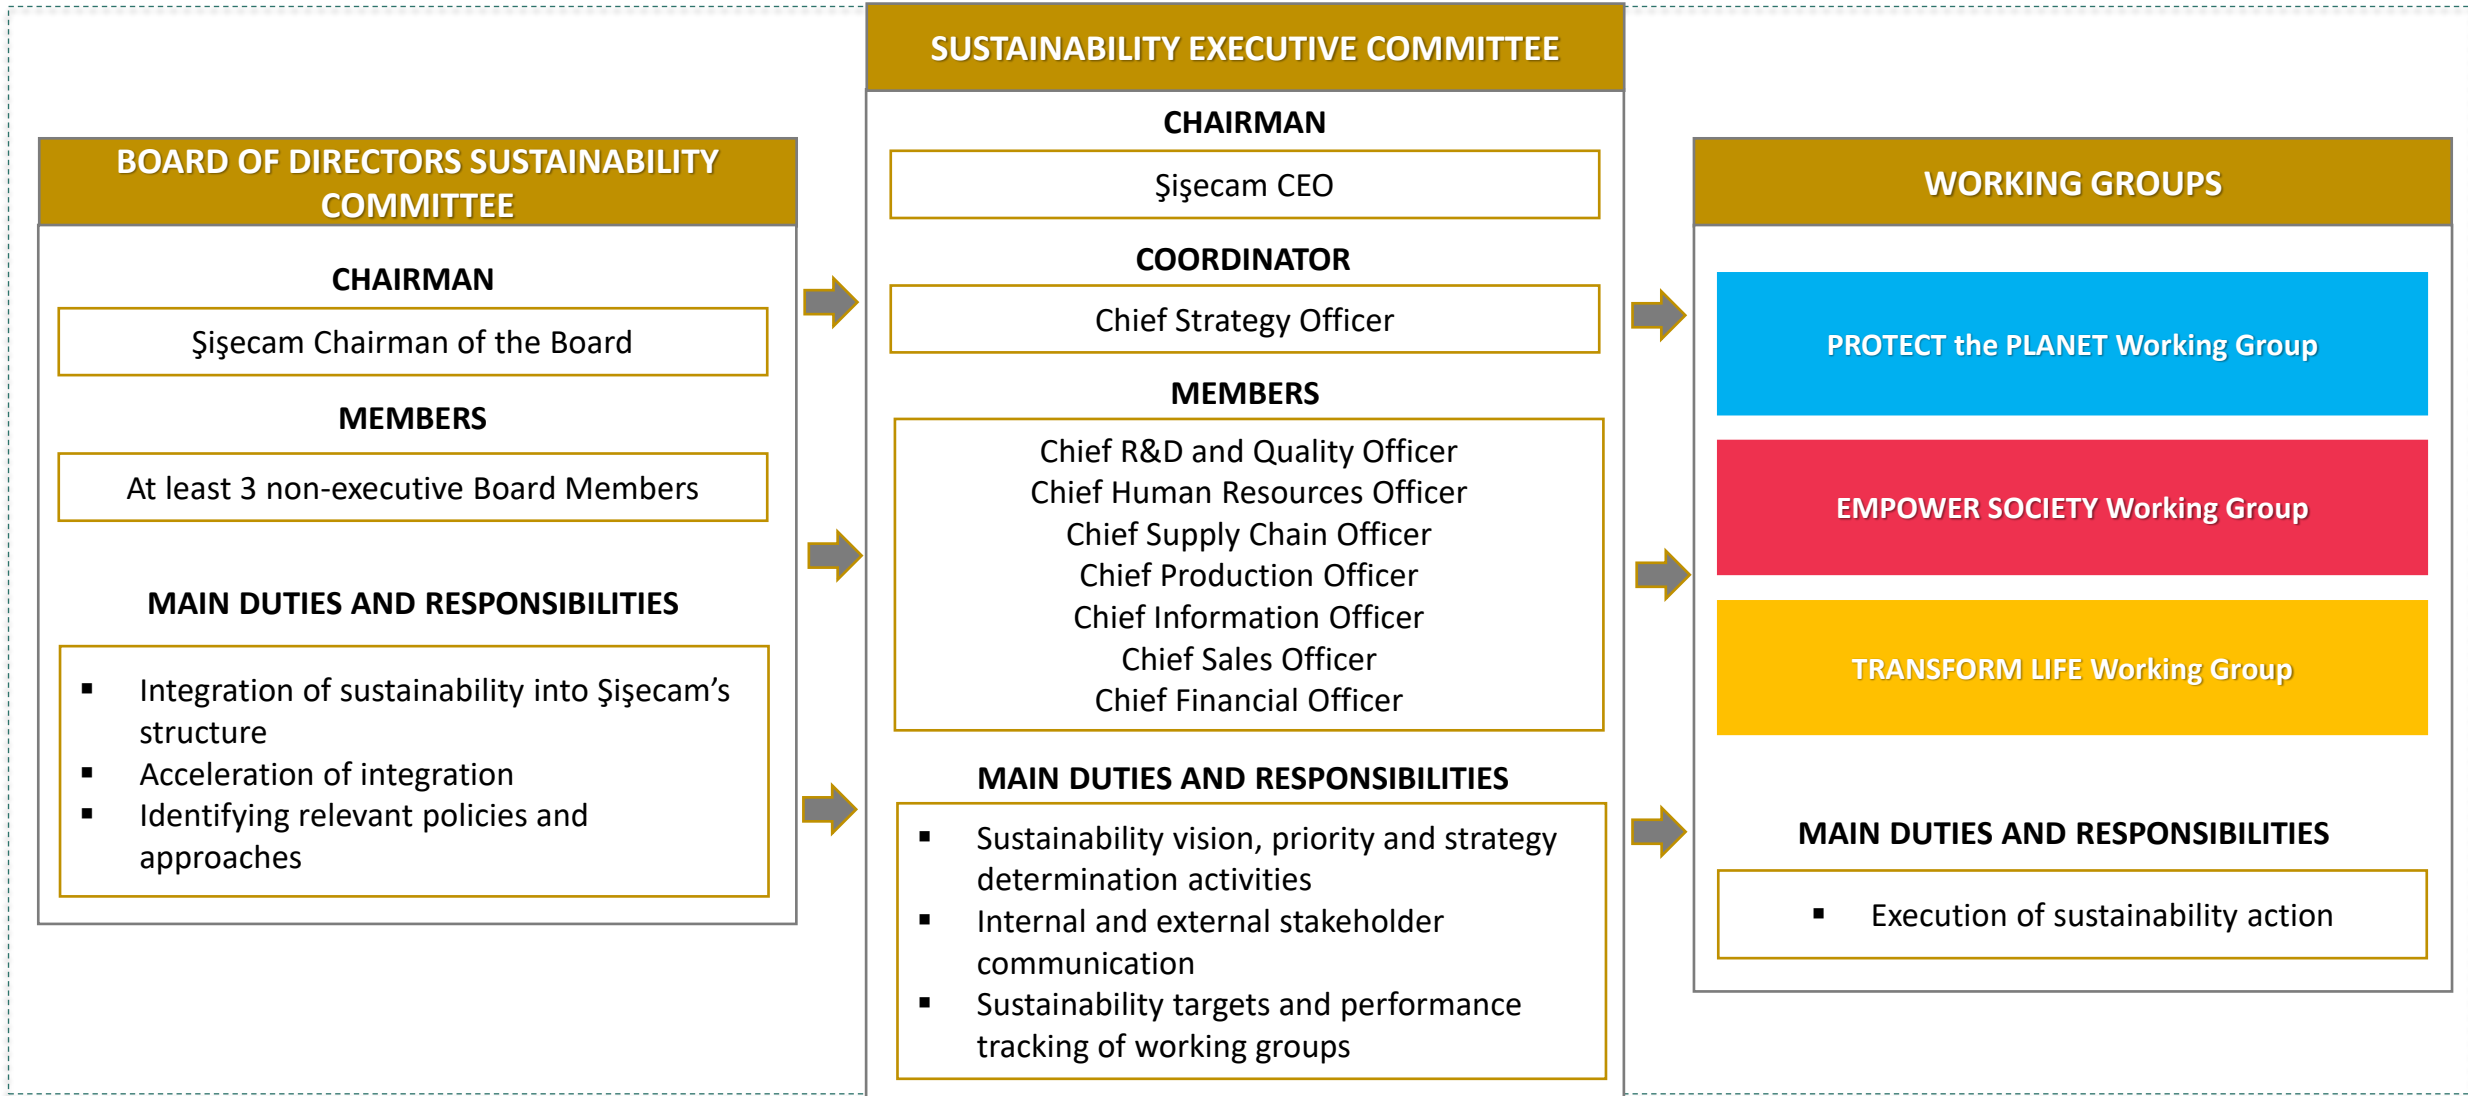 BOARD OF DIRECTORS SUSTAINABILITY
COMMITTEE
CHAIRMAN
Şişecam Chairman of the Board
MEMBERS
At least 3 non-executive Board Members
MAIN DUTIES AND RESPONSIBILITIES
▪ Integration of sustainability into Şişecam’s
structure
▪ Acceleration of integration
▪ Identifying relevant policies and
approaches
SUSTAINABILITY EXECUTIVE COMMITTEE
CHAIRMAN
Şişecam CEO
COORDINATOR
Chief Strategy Officer
MEMBERS
Chief R&D and Quality Officer
Chief Human Resources Officer
Chief Supply Chain Officer
Chief Production Officer
Chief Information Officer
Chief Sales Officer
Chief Financial Officer
MAIN DUTIES AND RESPONSIBILITIES
▪ Sustainability vision, priority and strategy
determination activities
▪ Internal and external stakeholder
communication
▪ Sustainability targets and performance
tracking of working groups
WORKING GROUPS
PROTECT the PLANET Working Group
EMPOWER SOCIETY Working Group
TRANSFORM LIFE Working Group
MAIN DUTIES AND RESPONSIBILITIES
▪ Execution of sustainability action